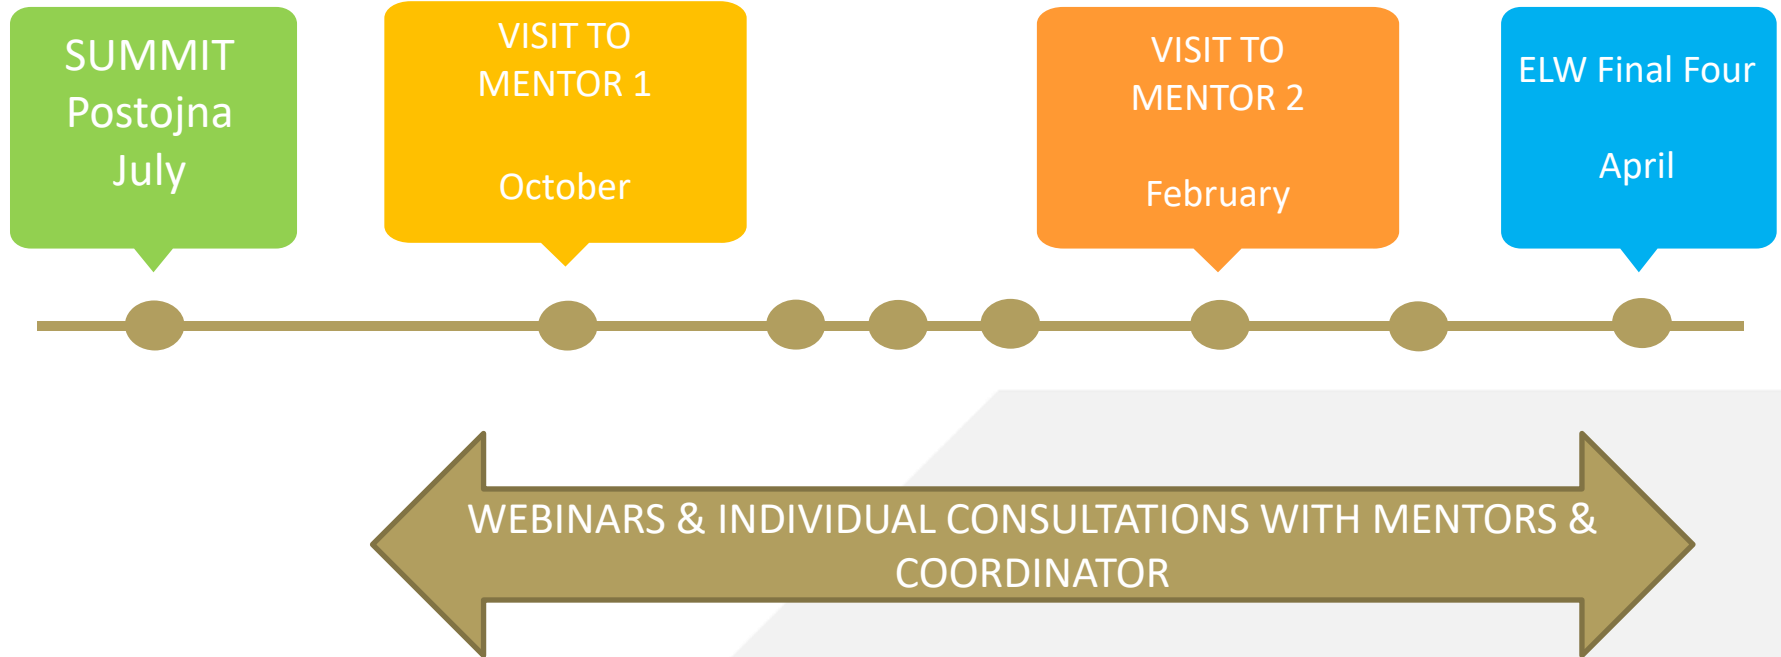 SUMMIT
Postojna
July
VISIT TO
MENTOR 1
October
VISIT TO
MENTOR 2
February
ELW Final Four
April
WEBINARS & INDIVIDUAL CONSULTATIONS WITH MENTORS &
COORDINATOR